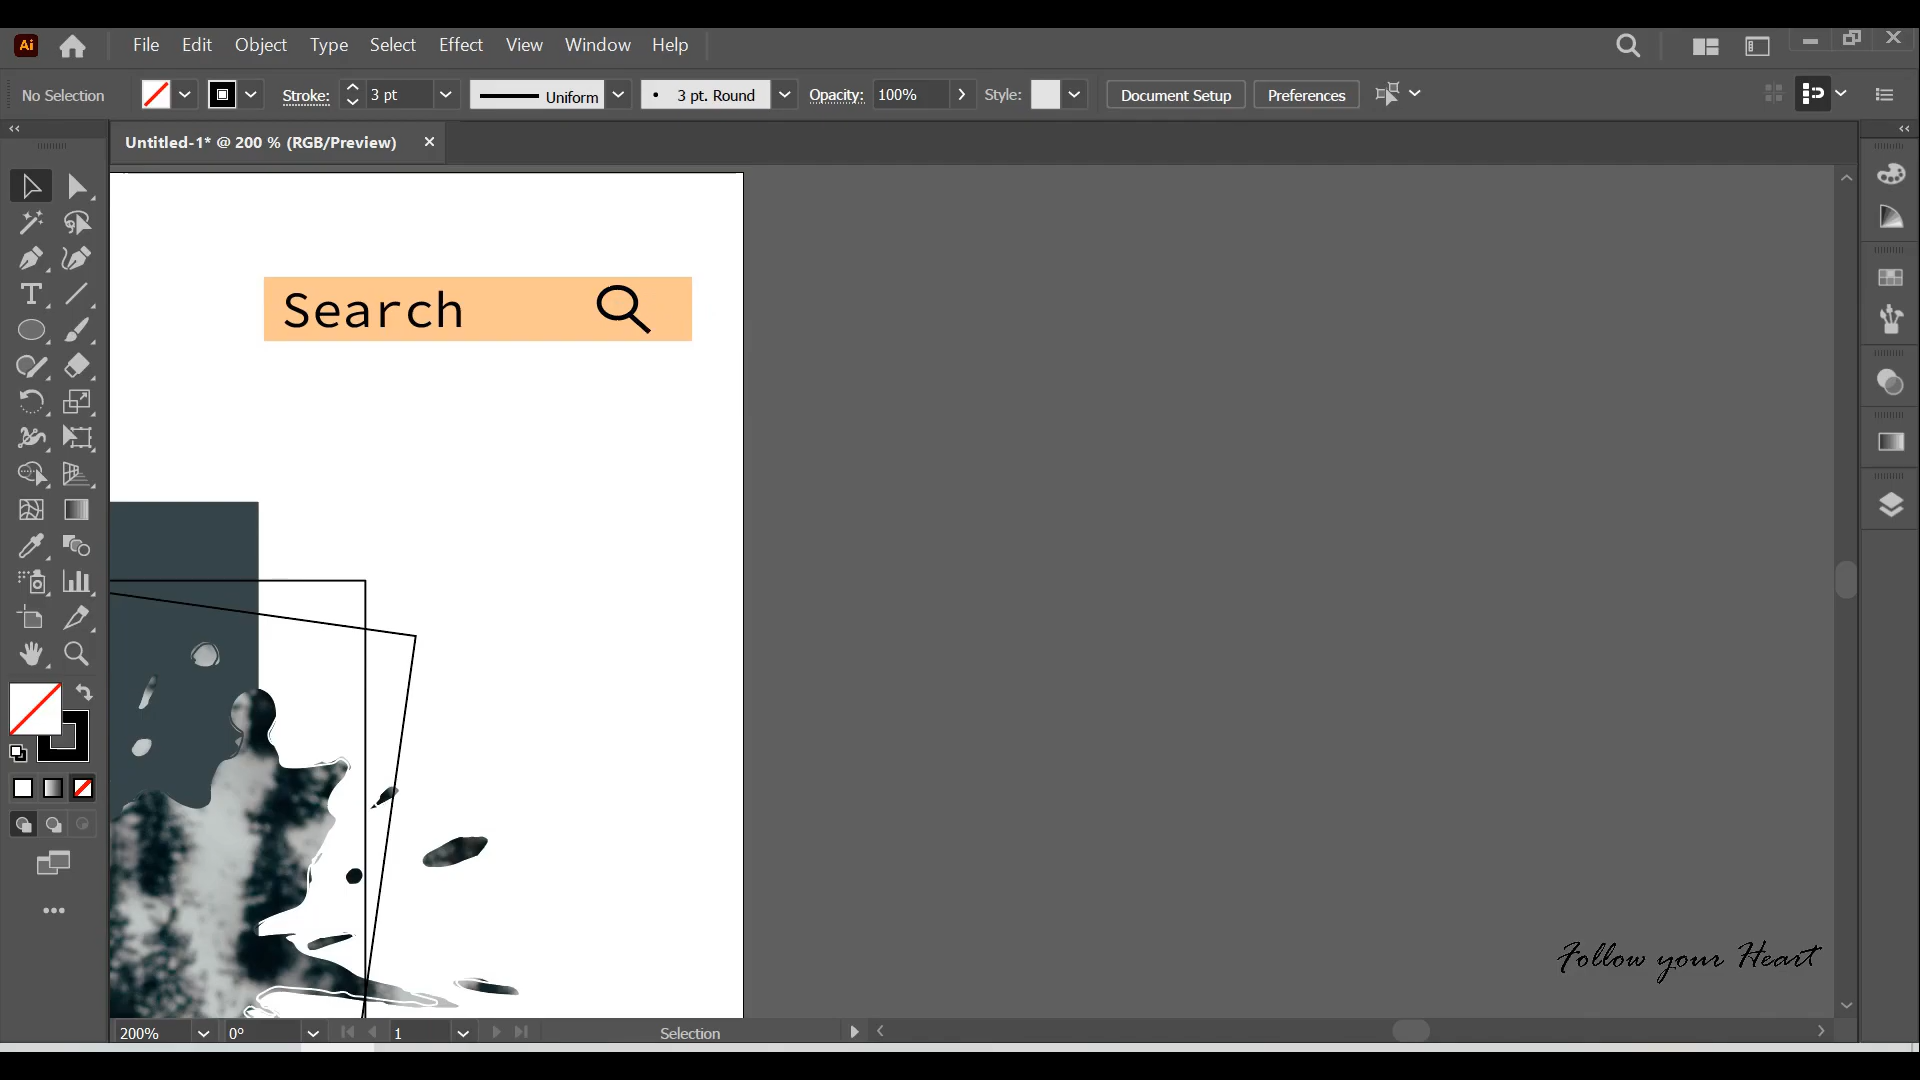 Ai File Edit Object Type Select Effect View Window Help
No Selection Stroke: 3 pt Uniform 3 pt. Round Opacity: 100% Style: Document Setup Preferences
Untitled-1* @ 200 % (RGB/Preview)
Search
Follow your Heart
200% 0° 1 Selection